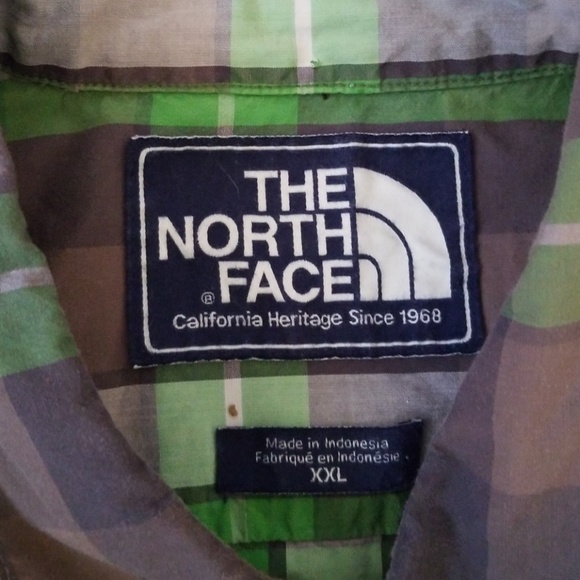 THE
NORTH
® FACE
California Heritage Since 1968
Made in Indonesia
Fabriqué en Indonésie
XXL